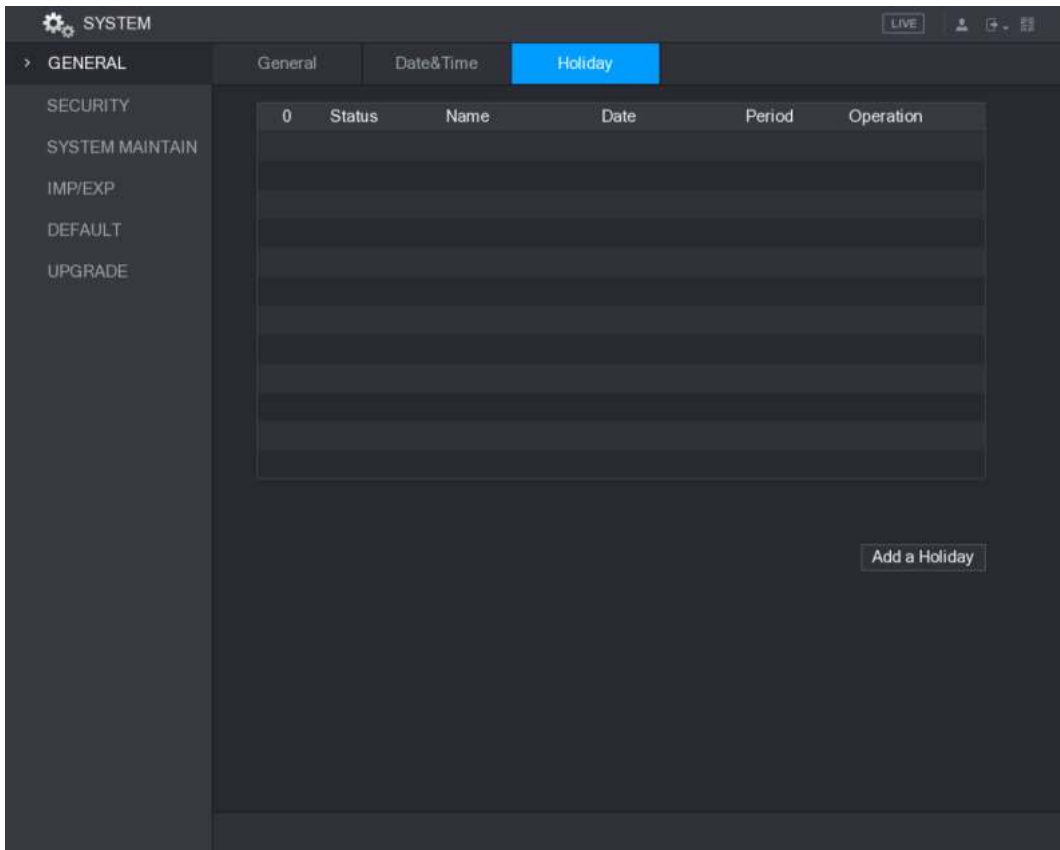 SYSTEM
LIVE
GENERAL
General Date&Time Holiday
SECURITY
SYSTEM MAINTAIN
IMP/EXP
DEFAULT
UPGRADE
0 Status Name Date Period Operation
Add a Holiday